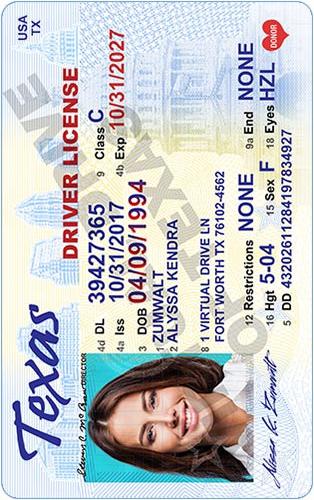 Texas
USA
TX
DRIVER LICENSE
4d DL 39427365 9 Class C
4a Iss 10/31/2017 4b Exp 10/31/2027
3 DOB 04/09/1994
1 ZUMWALT
2 ALYSSA KENDRA
8 1 VIRTUAL DRIVE LN
FORT WORTH TX 76102-4562
12 Restrictions NONE 9a End NONE
16 Hgt 5-04 15 Sex F 18 Eyes HZL
5 DD 43202611284197834927
DONOR
DIRECTOR